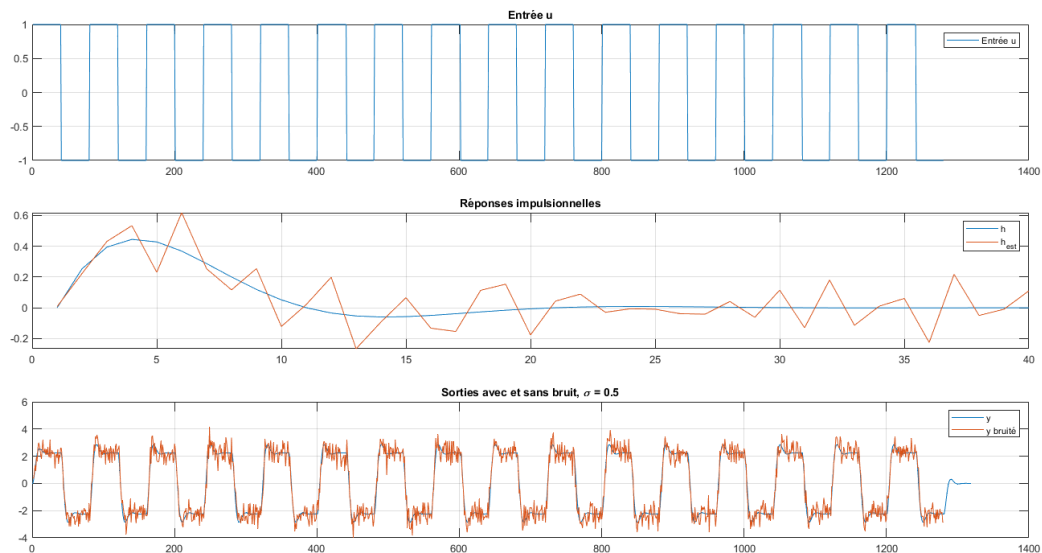 Entrée u
1
0.5
0
-0.5
-1
Entrée u
0 200 400 600 800 1000 1200 1400
Réponses impulsionnelles
0.6
0.4
0.2
0
-0.2
h
h_est
0 5 10 15 20 25 30 35 40
Sorties avec et sans bruit, σ = 0.5
6
4
2
0
-2
-4
y
y bruité
0 200 400 600 800 1000 1200 1400